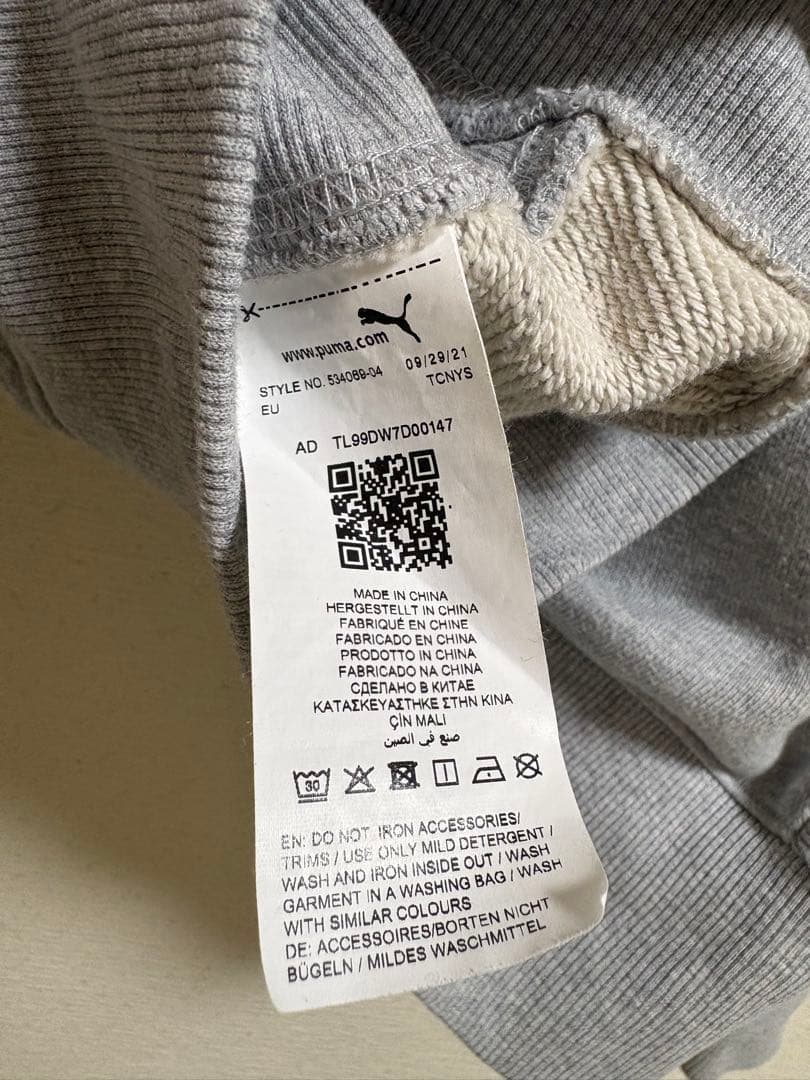 www.puma.com
STYLE NO. 534089-04 09/29/21
EU TCNYS
AD TL99DW7D00147
MADE IN CHINA
HERGESTELLT IN CHINA
FABRIQUÉ EN CHINE
FABRICADO EN CHINA
PRODOTTO IN CHINA
FABRICADO NA CHINA
СДЕЛАНО В КИТАЕ
ΚΑΤΑΣΚΕΥΑΣΤΗΚΕ ΣΤΗΝ ΚΙΝΑ
ÇİN MALI
صنع في الصين
30
EN: DO NOT IRON ACCESSORIES/
TRIMS / USE ONLY MILD DETERGENT /
WASH AND IRON INSIDE OUT / WASH
GARMENT IN A WASHING BAG / WASH
WITH SIMILAR COLOURS
DE: ACCESSOIRES/BORTEN NICHT
BÜGELN / MILDES WASCHMITTEL